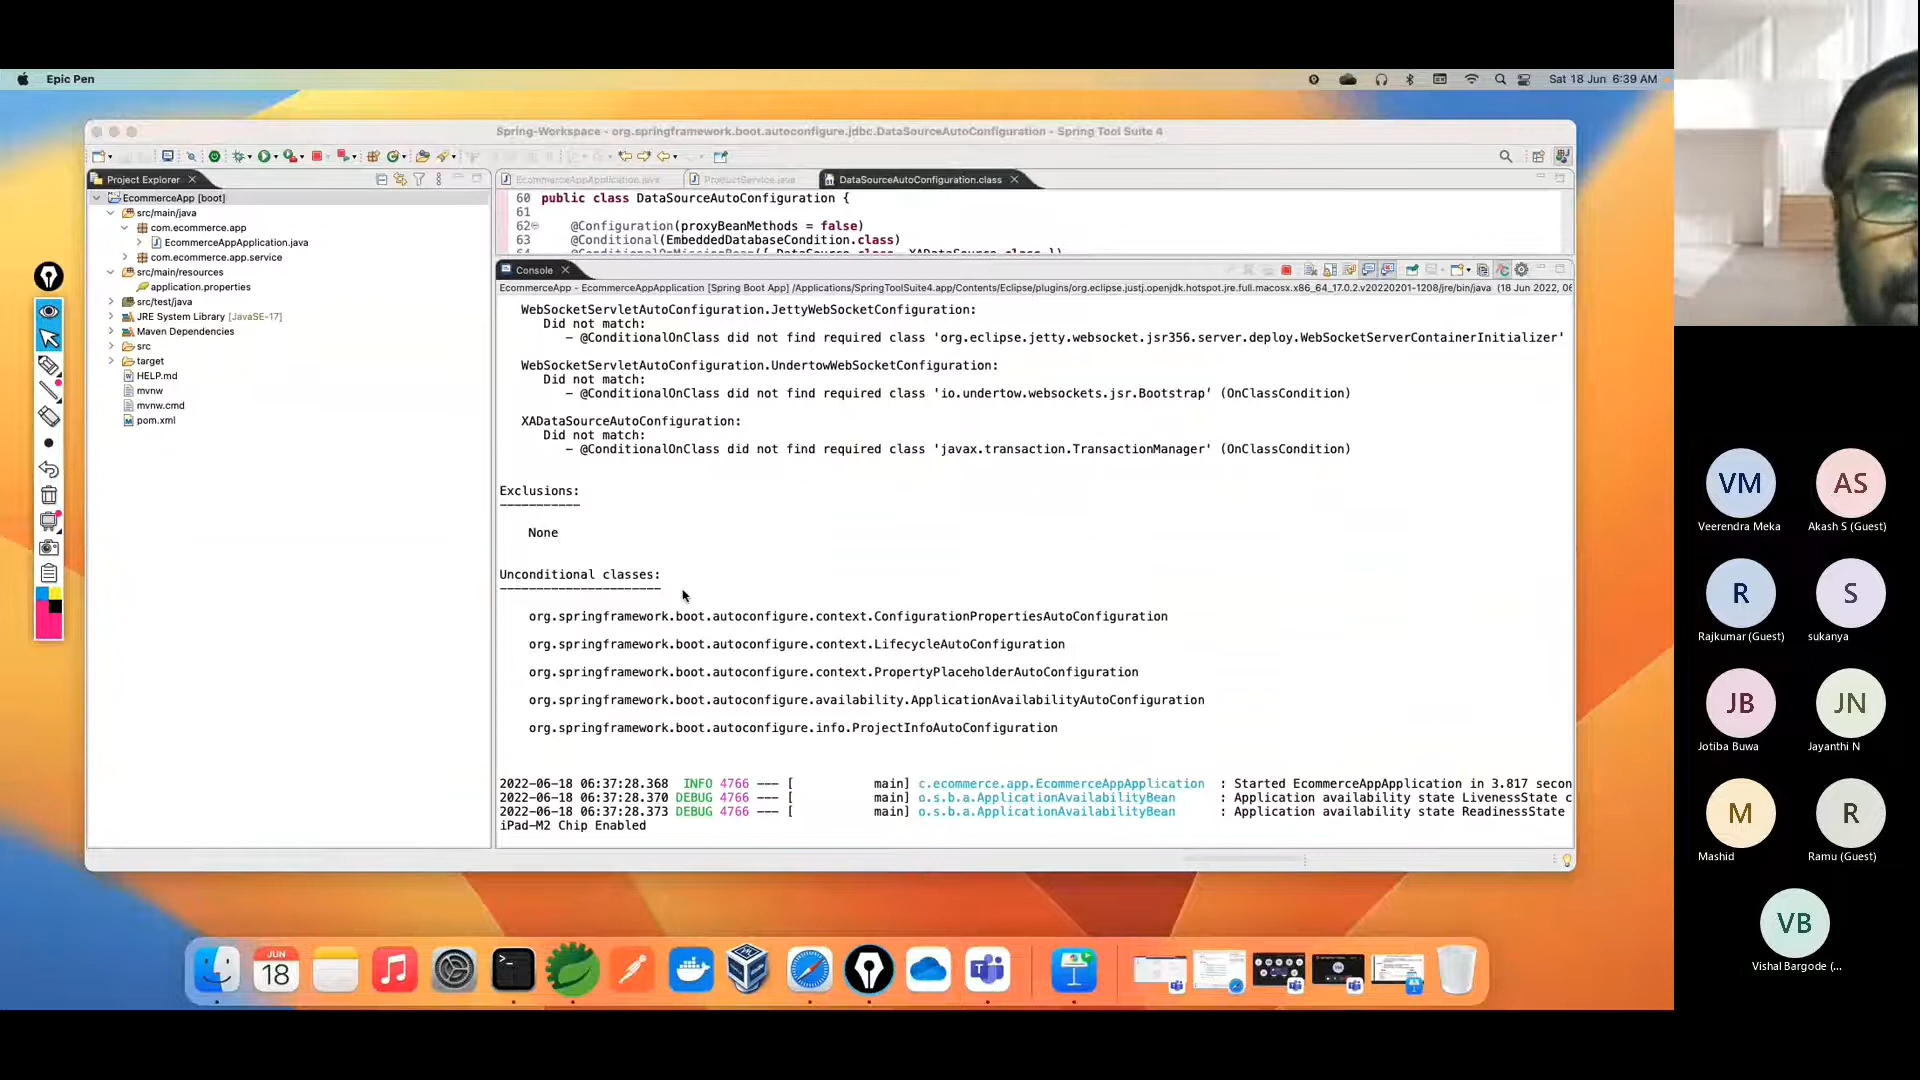 Epic Pen
Sat 18 Jun 6:39 AM
Spring-Workspace - org.springframework.boot.autoconfigure.jdbc.DataSourceAutoConfiguration - Spring Tool Suite 4
Project Explorer
EcommerceApp [boot]
src/main/java
com.ecommerce.app
EcommerceAppApplication.java
com.ecommerce.app.service
src/main/resources
application.properties
src/test/java
JRE System Library [JavaSE-17]
Maven Dependencies
src
target
HELP.md
mvnw
mvnw.cmd
pom.xml
EcommerceAppApplication.java
ProductService.java
DataSourceAutoConfiguration.class
60 public class DataSourceAutoConfiguration {
61
62 @Configuration(proxyBeanMethods = false)
63 @Conditional(EmbeddedDatabaseCondition.class)
64 @ConditionalOnMissingBean({ DataSource.class, XADataSource.class })
Console
EcommerceApp - EcommerceAppApplication [Spring Boot App] /Applications/SpringToolSuite4.app/Contents/Eclipse/plugins/org.eclipse.justj.openjdk.hotspot.jre.full.macosx.x86_64_17.0.2.v20220201-1208/jre/bin/java (18 Jun 2022, 06
WebSocketServletAutoConfiguration.JettyWebSocketConfiguration:
Did not match:
– @ConditionalOnClass did not find required class 'org.eclipse.jetty.websocket.jsr356.server.deploy.WebSocketServerContainerInitializer'
WebSocketServletAutoConfiguration.UndertowWebSocketConfiguration:
Did not match:
– @ConditionalOnClass did not find required class 'io.undertow.websockets.jsr.Bootstrap' (OnClassCondition)
XADataSourceAutoConfiguration:
Did not match:
– @ConditionalOnClass did not find required class 'javax.transaction.TransactionManager' (OnClassCondition)
Exclusions:
-----------
None
Unconditional classes:
----------------------
org.springframework.boot.autoconfigure.context.ConfigurationPropertiesAutoConfiguration
org.springframework.boot.autoconfigure.context.LifecycleAutoConfiguration
org.springframework.boot.autoconfigure.context.PropertyPlaceholderAutoConfiguration
org.springframework.boot.autoconfigure.availability.ApplicationAvailabilityAutoConfiguration
org.springframework.boot.autoconfigure.info.ProjectInfoAutoConfiguration
2022-06-18 06:37:28.368 INFO 4766 --- [ main] c.ecommerce.app.EcommerceAppApplication : Started EcommerceAppApplication in 3.817 secon
2022-06-18 06:37:28.370 DEBUG 4766 --- [ main] o.s.b.a.ApplicationAvailabilityBean : Application availability state LivenessState c
2022-06-18 06:37:28.373 DEBUG 4766 --- [ main] o.s.b.a.ApplicationAvailabilityBean : Application availability state ReadinessState
iPad-M2 Chip Enabled
JUN
18
VM
Veerendra Meka
AS
Akash S (Guest)
R
Rajkumar (Guest)
S
sukanya
JB
Jotiba Buwa
JN
Jayanthi N
M
Mashid
R
Ramu (Guest)
VB
Vishal Bargode (...